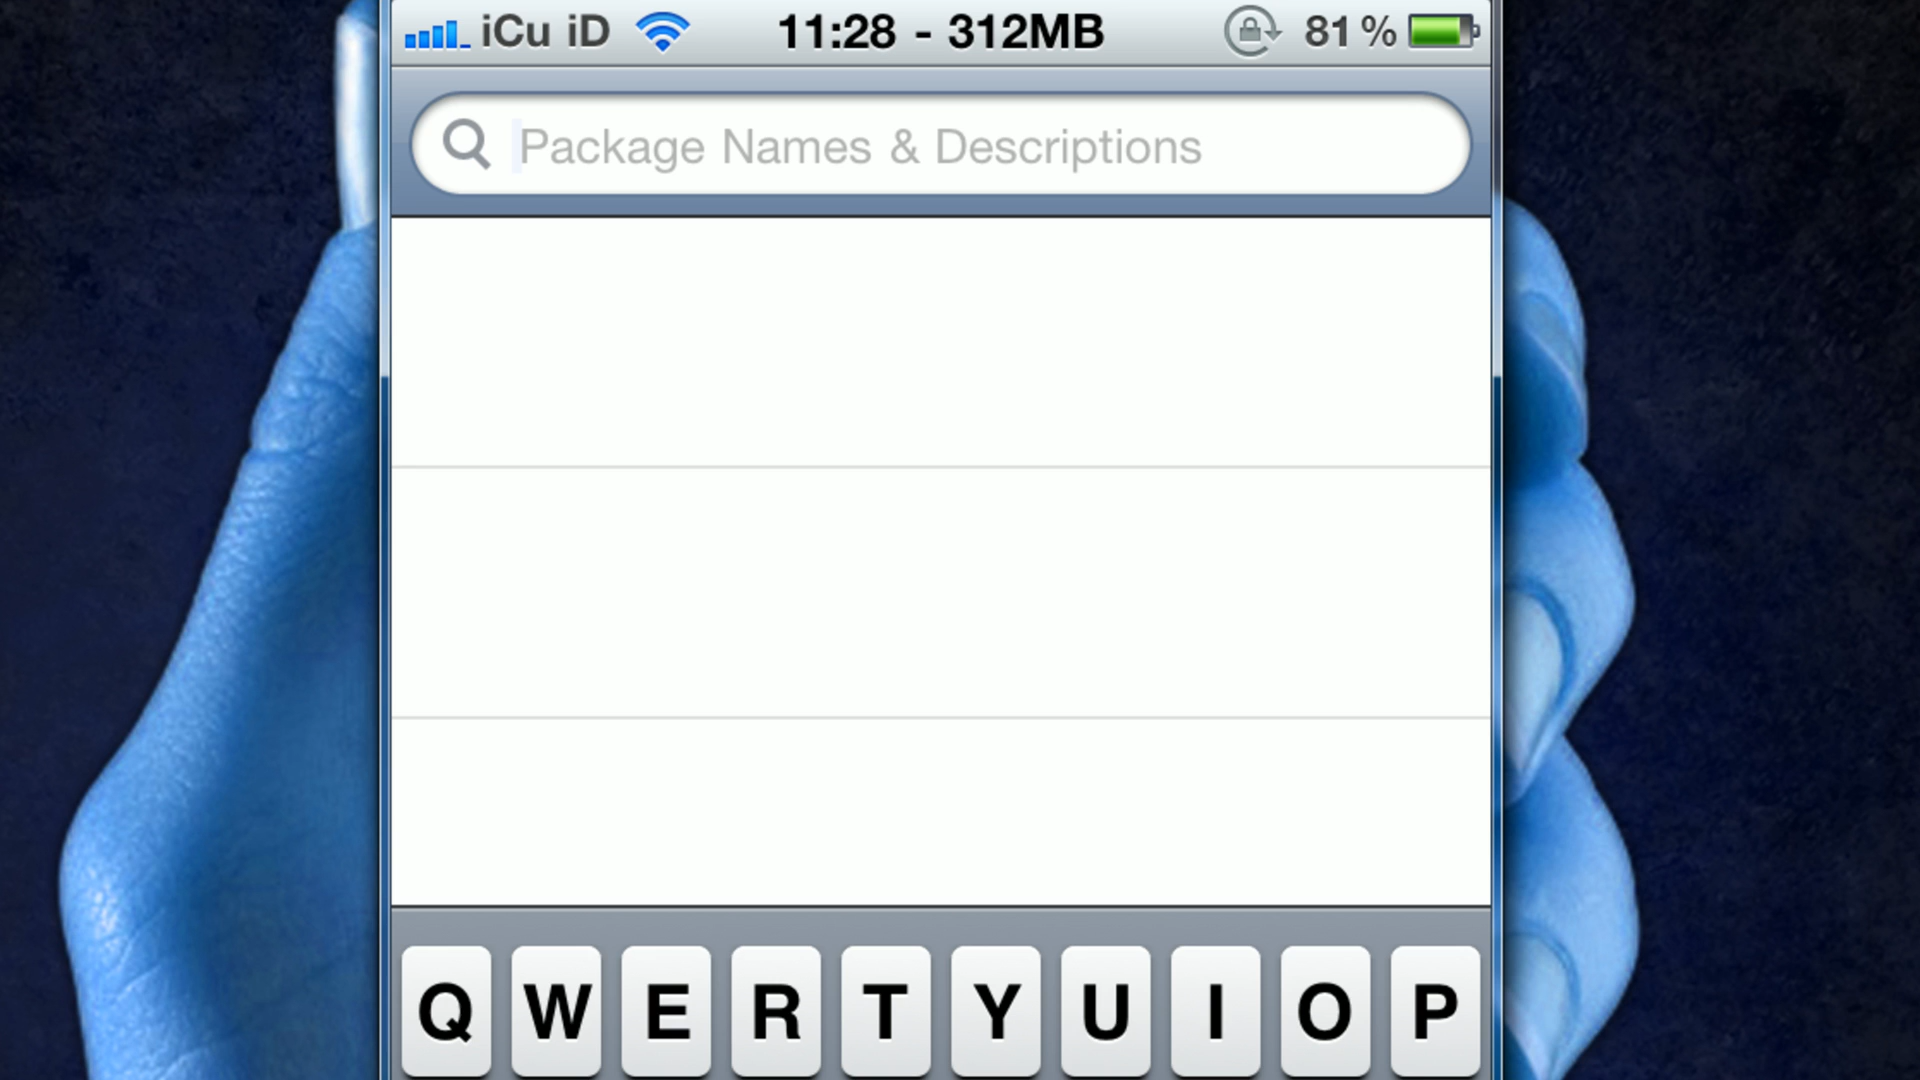 iCu iD 11:28 - 312MB 81%
Package Names & Descriptions
Q W E R T Y U I O P